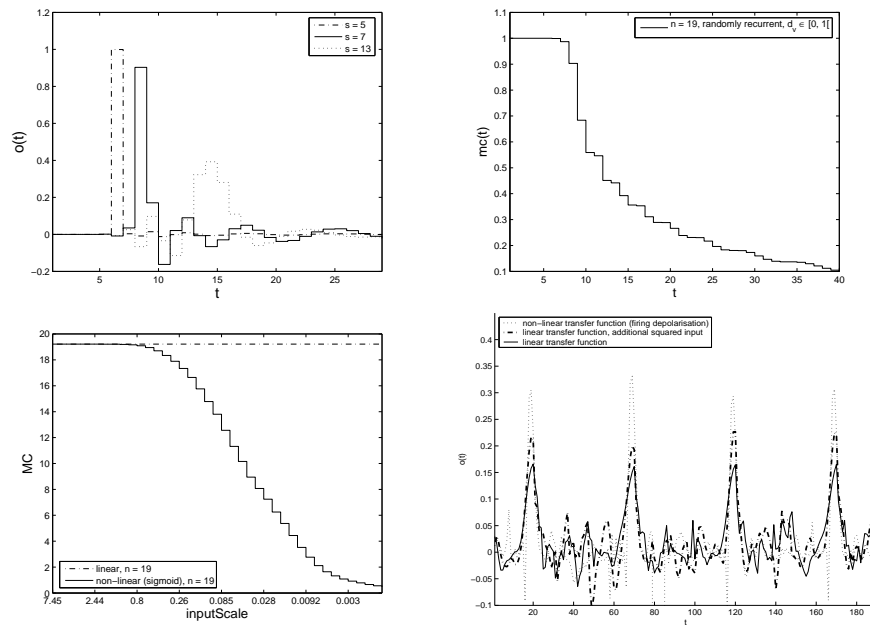 1.2
1
0.8
0.6
0.4
0.2
0
−0.2
o(t)
5 10 15 20 25
t
s = 5
s = 7
s = 13
1.1
1
0.9
0.8
0.7
0.6
0.5
0.4
0.3
0.2
0.1
mc(t)
5 10 15 20 25 30 35 40
t
n = 19, randomly recurrent, d_v ∈ [0, 1[
20
18
16
14
12
10
8
6
4
2
0
MC
7.45 2.44 0.8 0.26 0.085 0.028 0.0092 0.003
inputScale
linear, n = 19
non−linear (sigmoid), n = 19
non−linear transfer function (firing depolarisation)
linear transfer function, additional squared input
linear transfer function
0.4
0.35
0.3
0.25
0.2
0.15
0.1
0.05
0
−0.05
−0.1
o(t)
20 40 60 80 100 120 140 160 180
t